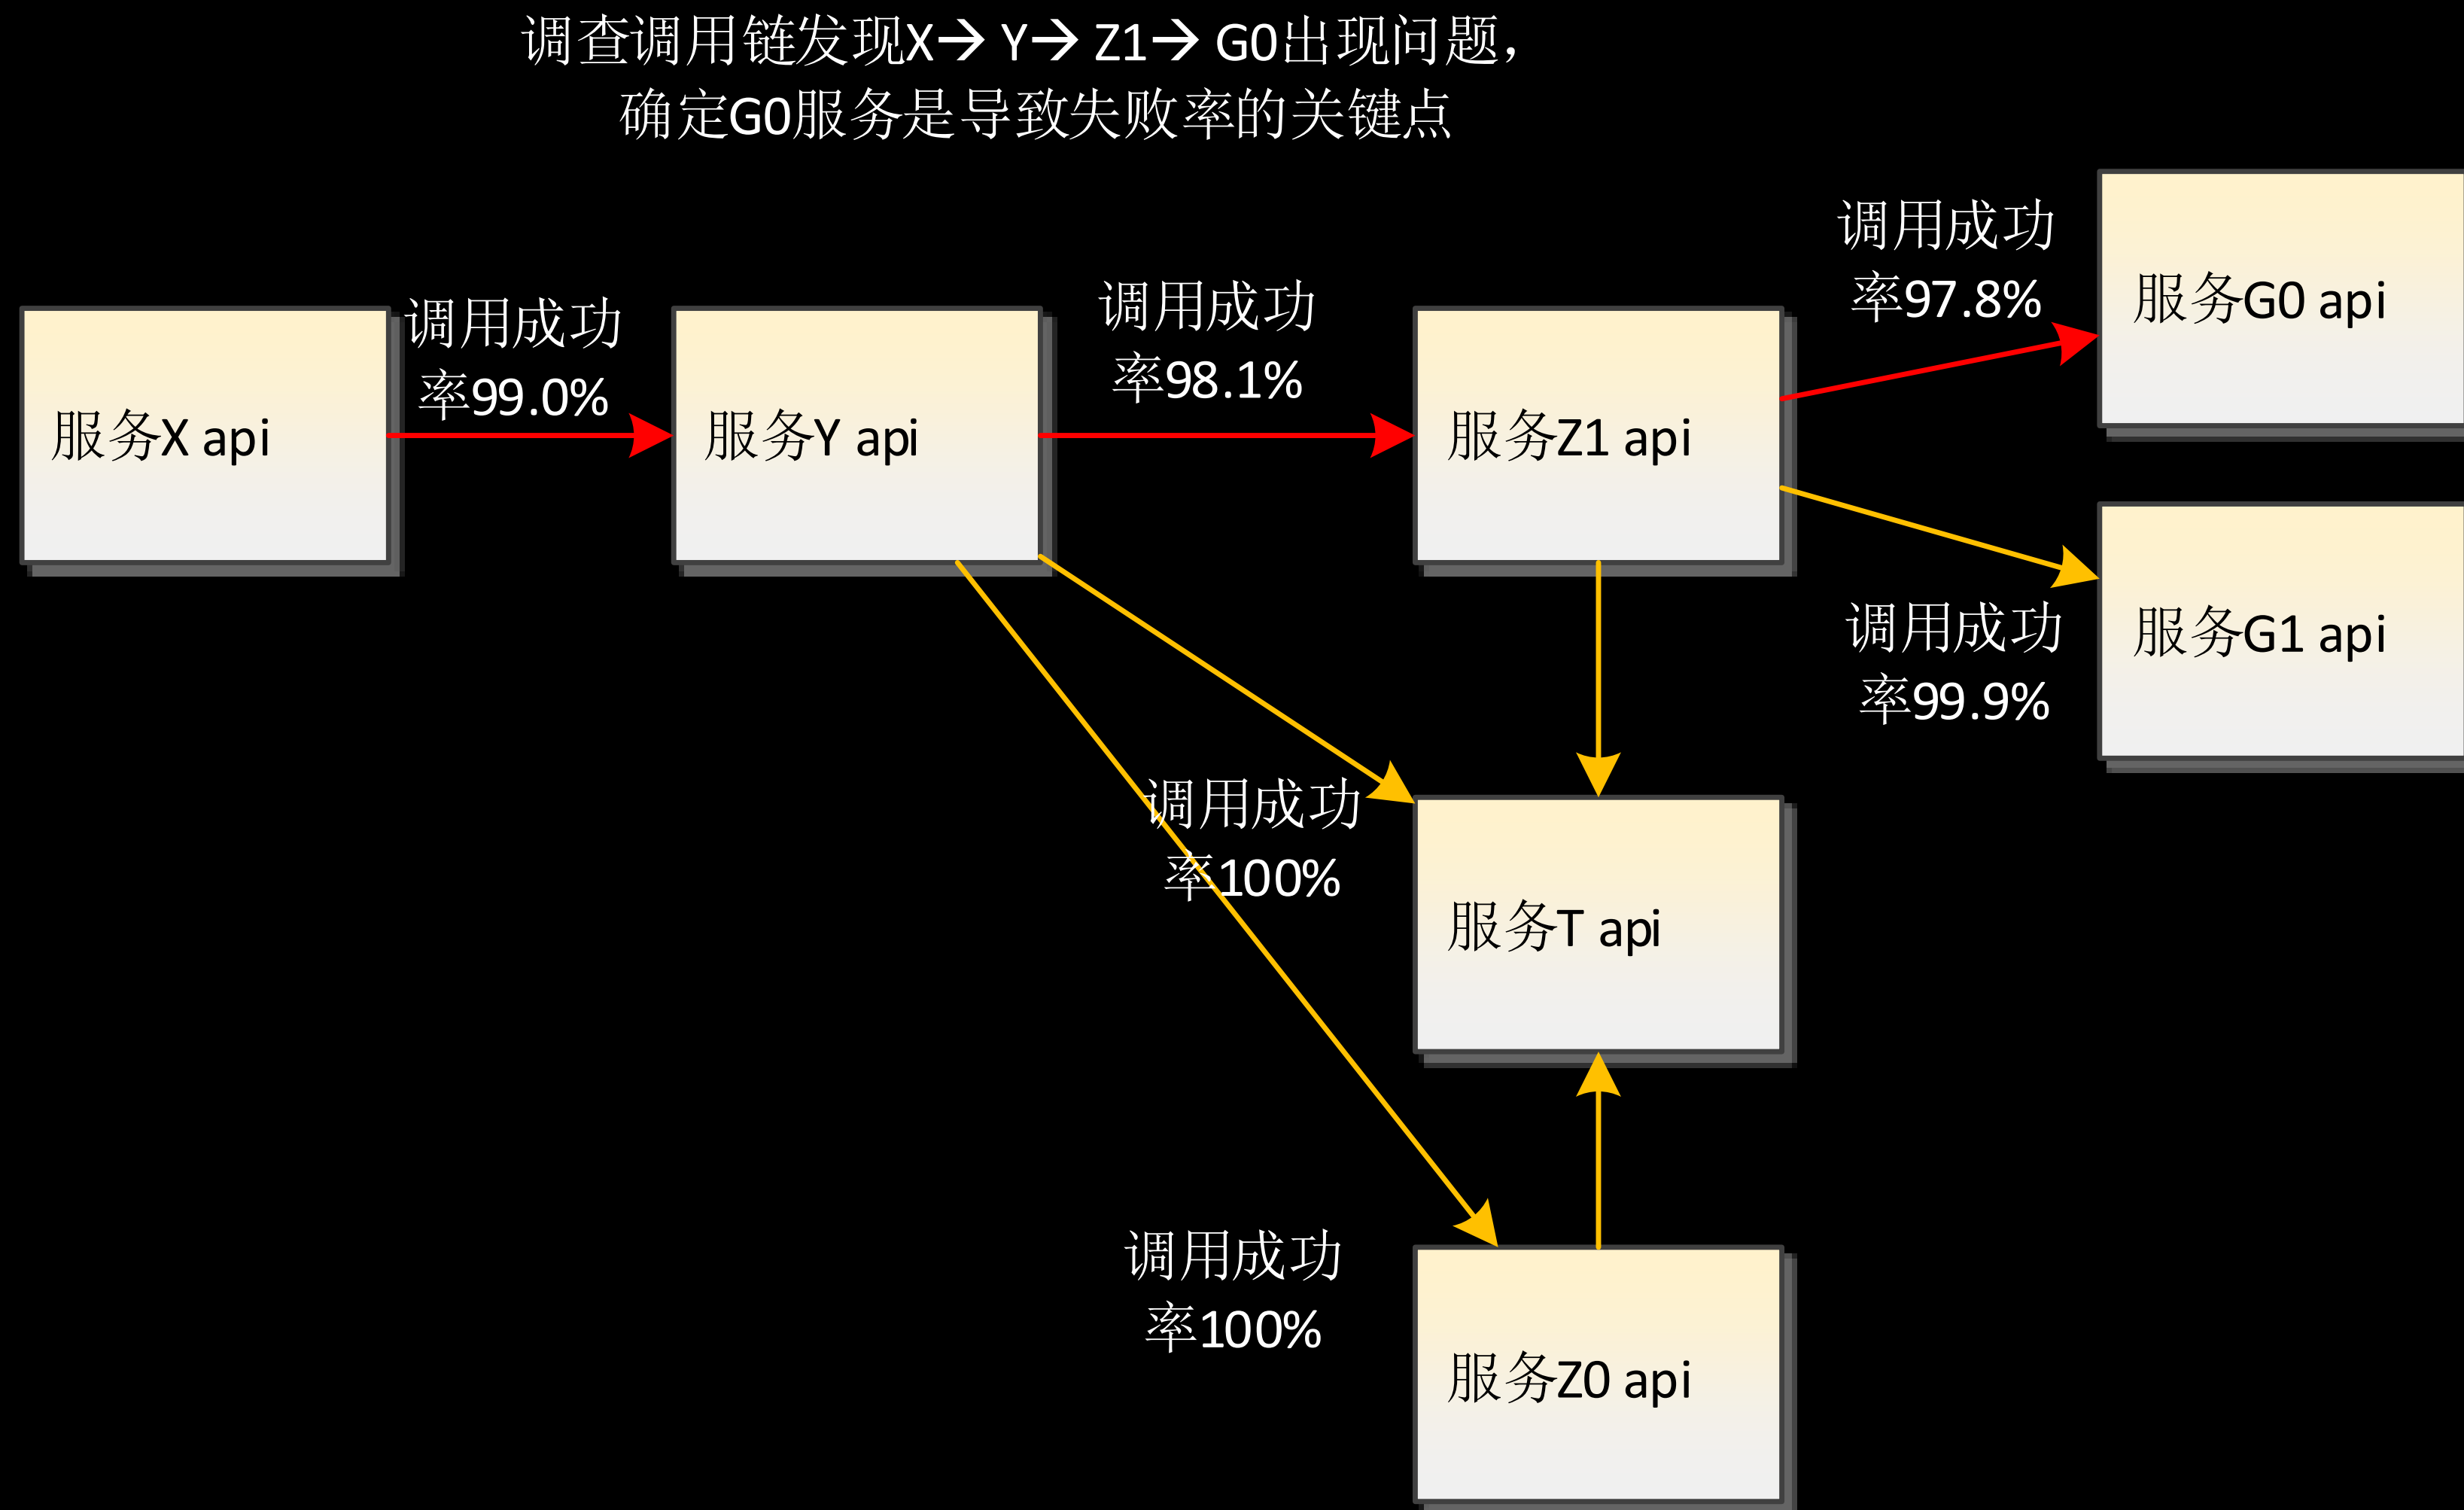 调查调用链发现X→ Y→ Z1→ G0出现问题,
确定G0服务是导致失败率的关键点
调用成功
率97.8%
服务G0 api
调用成功
率99.0%
调用成功
率98.1%
服务X api
服务Y api
服务Z1 api
调用成功
率99.9%
服务G1 api
调用成功
率100%
服务T api
调用成功
率100%
服务Z0 api